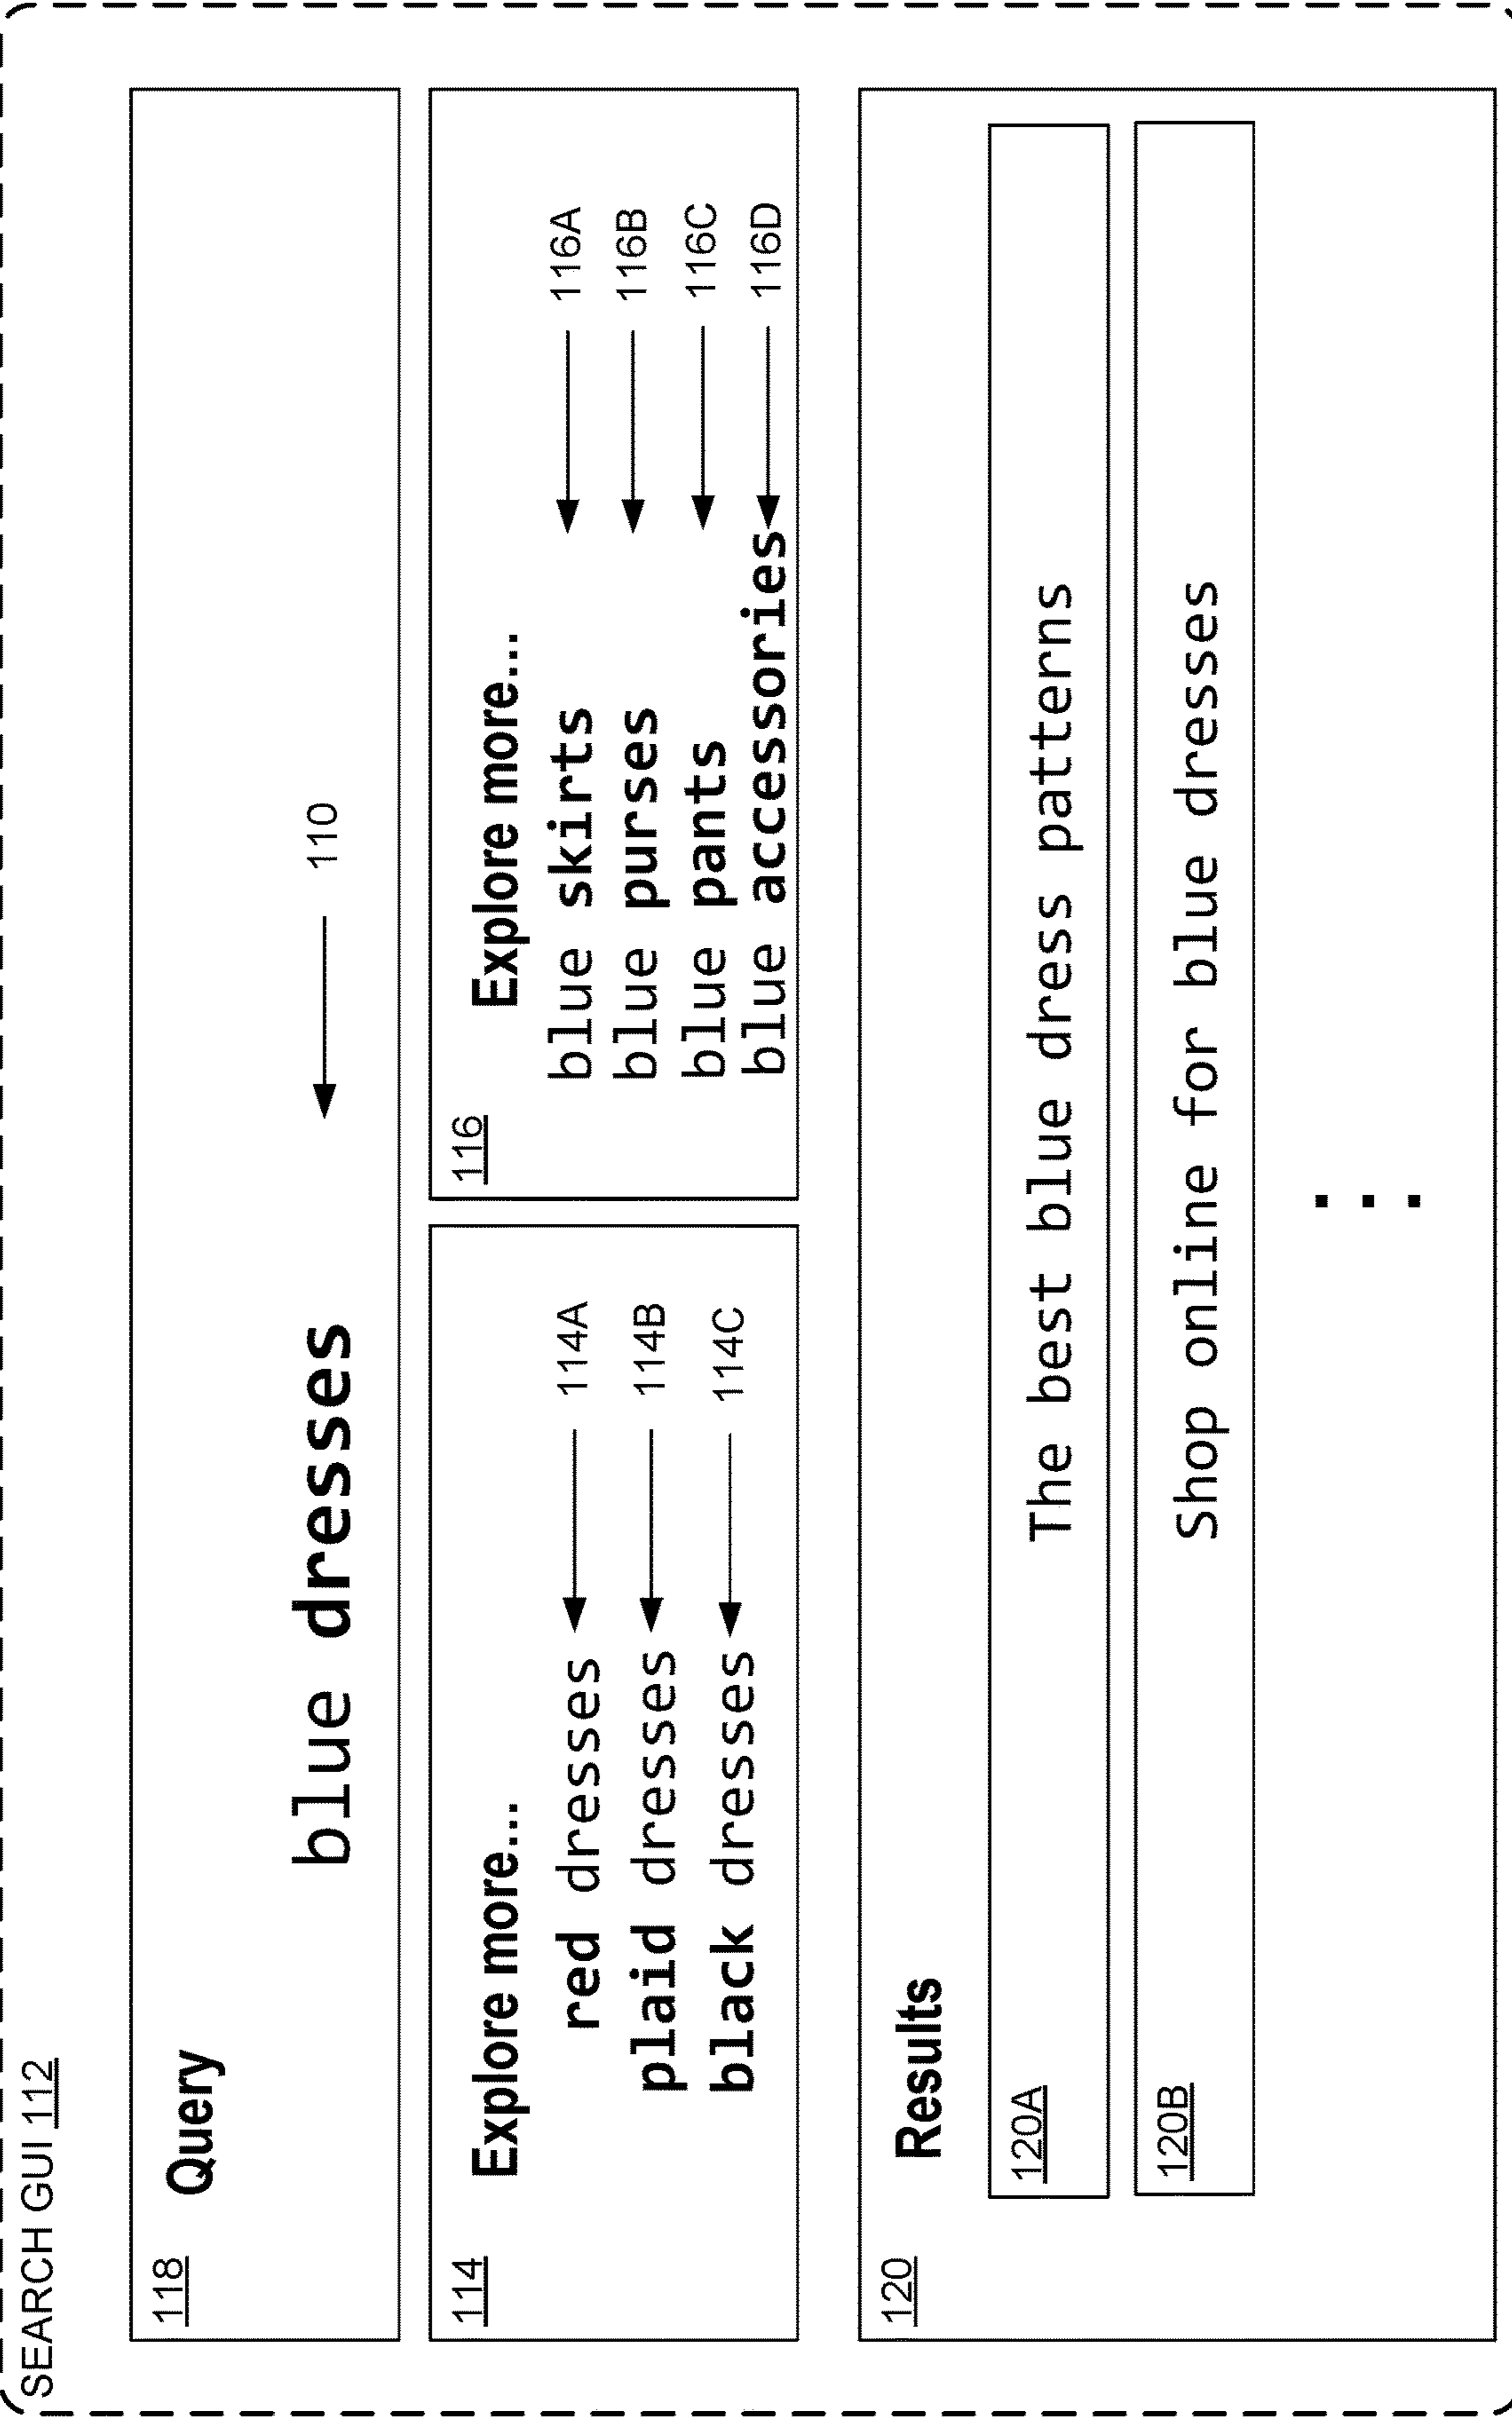 SEARCH GUI 112
118
Query
blue dresses
110
114
Explore more...
red dresses
114A
plaid dresses
114B
black dresses
114C
116
Explore more...
blue skirts
116A
blue purses
116B
blue pants
116C
blue accessories
116D
120
Results
120A
The best blue dress patterns
120B
Shop online for blue dresses
...